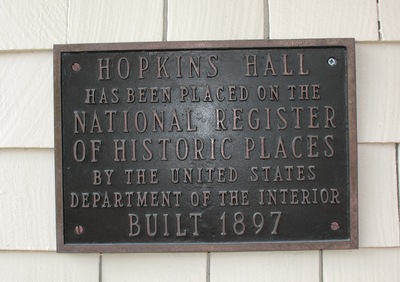 HOPKINS HALL
HAS BEEN PLACED ON THE
NATIONAL REGISTER
OF HISTORIC PLACES
BY THE UNITED STATES
DEPARTMENT OF THE INTERIOR
BUILT 1897